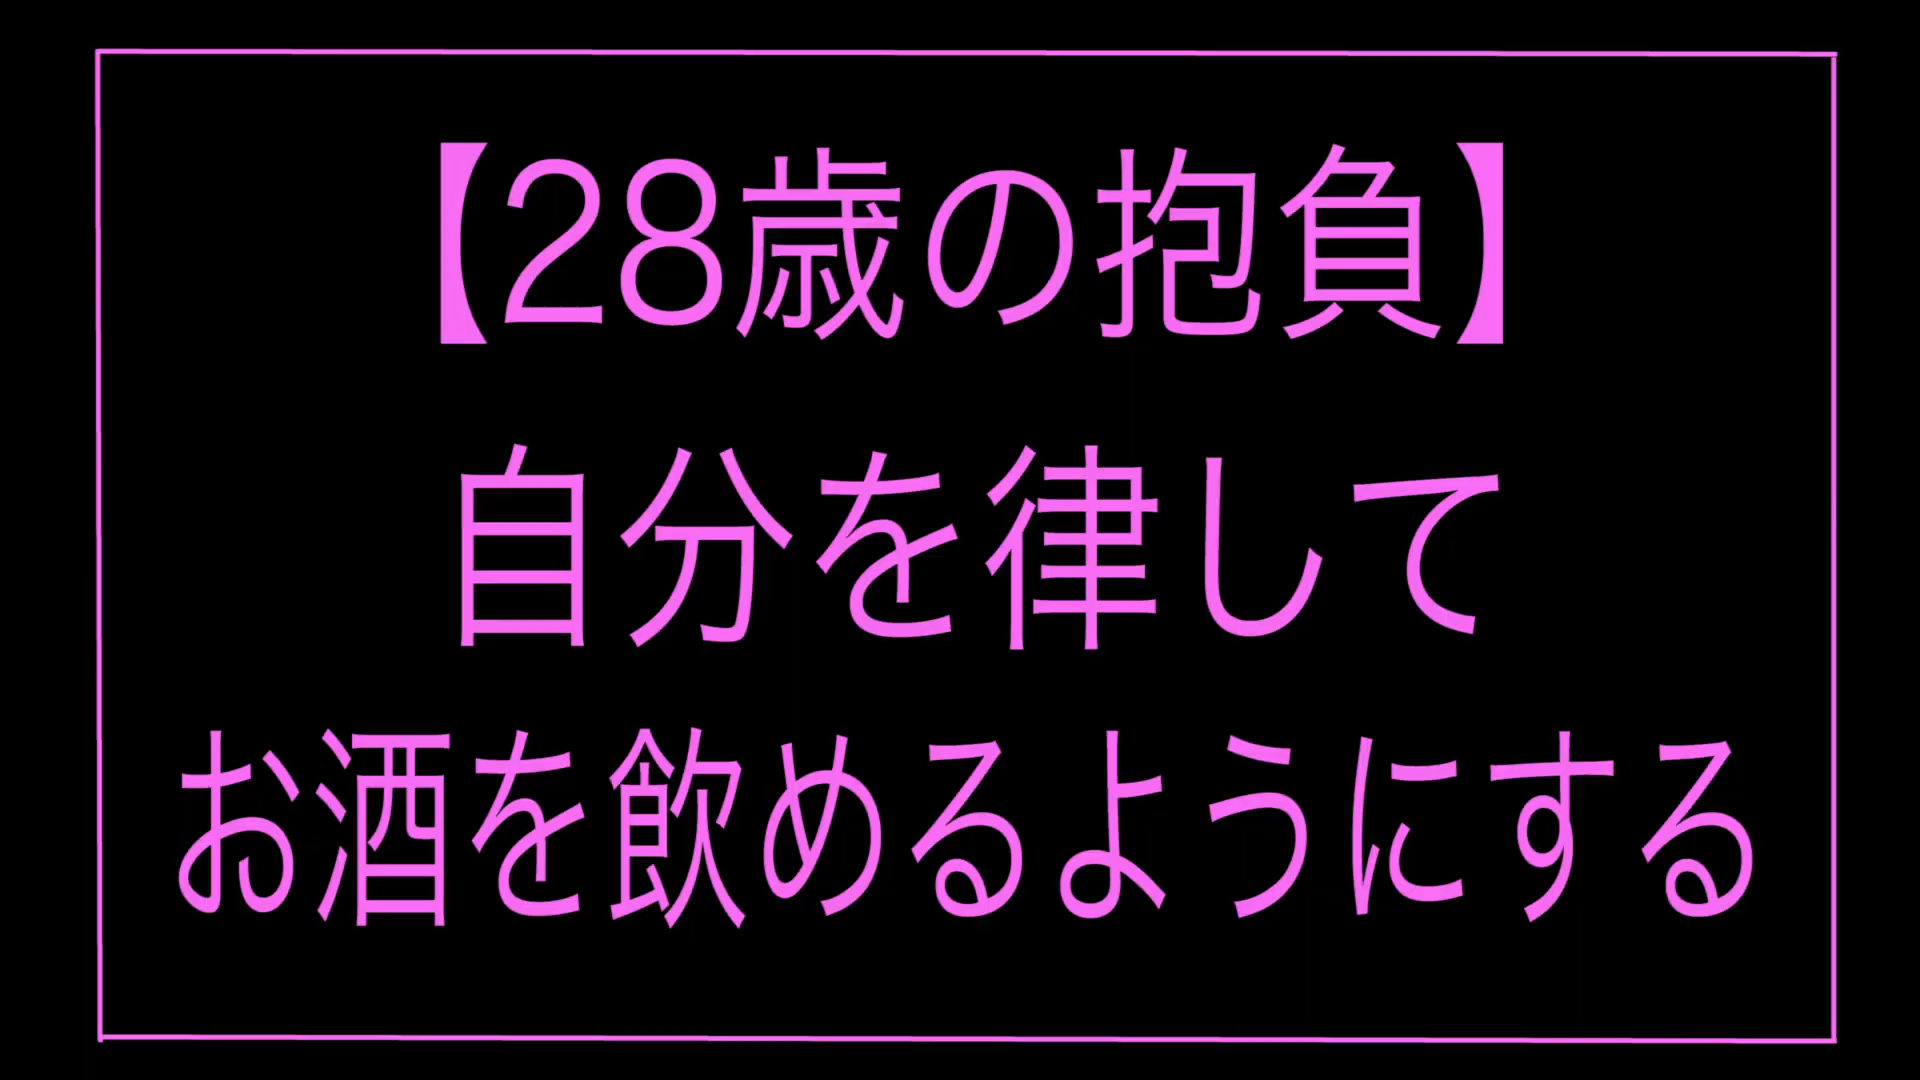 【28歳の抱負】
自分を律して
お酒を飲めるようにする